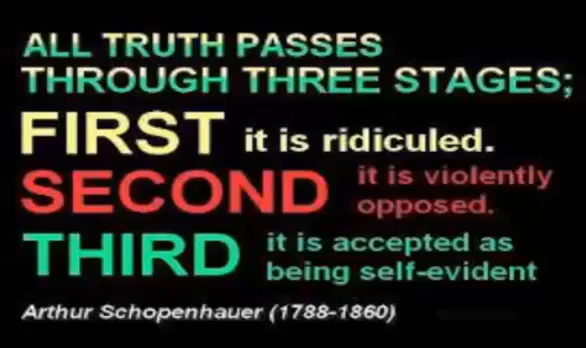 ALL TRUTH PASSES
THROUGH THREE STAGES;
FIRST it is ridiculed.
SECOND it is violently
opposed.
THIRD it is accepted as
being self-evident
Arthur Schopenhauer (1788-1860)